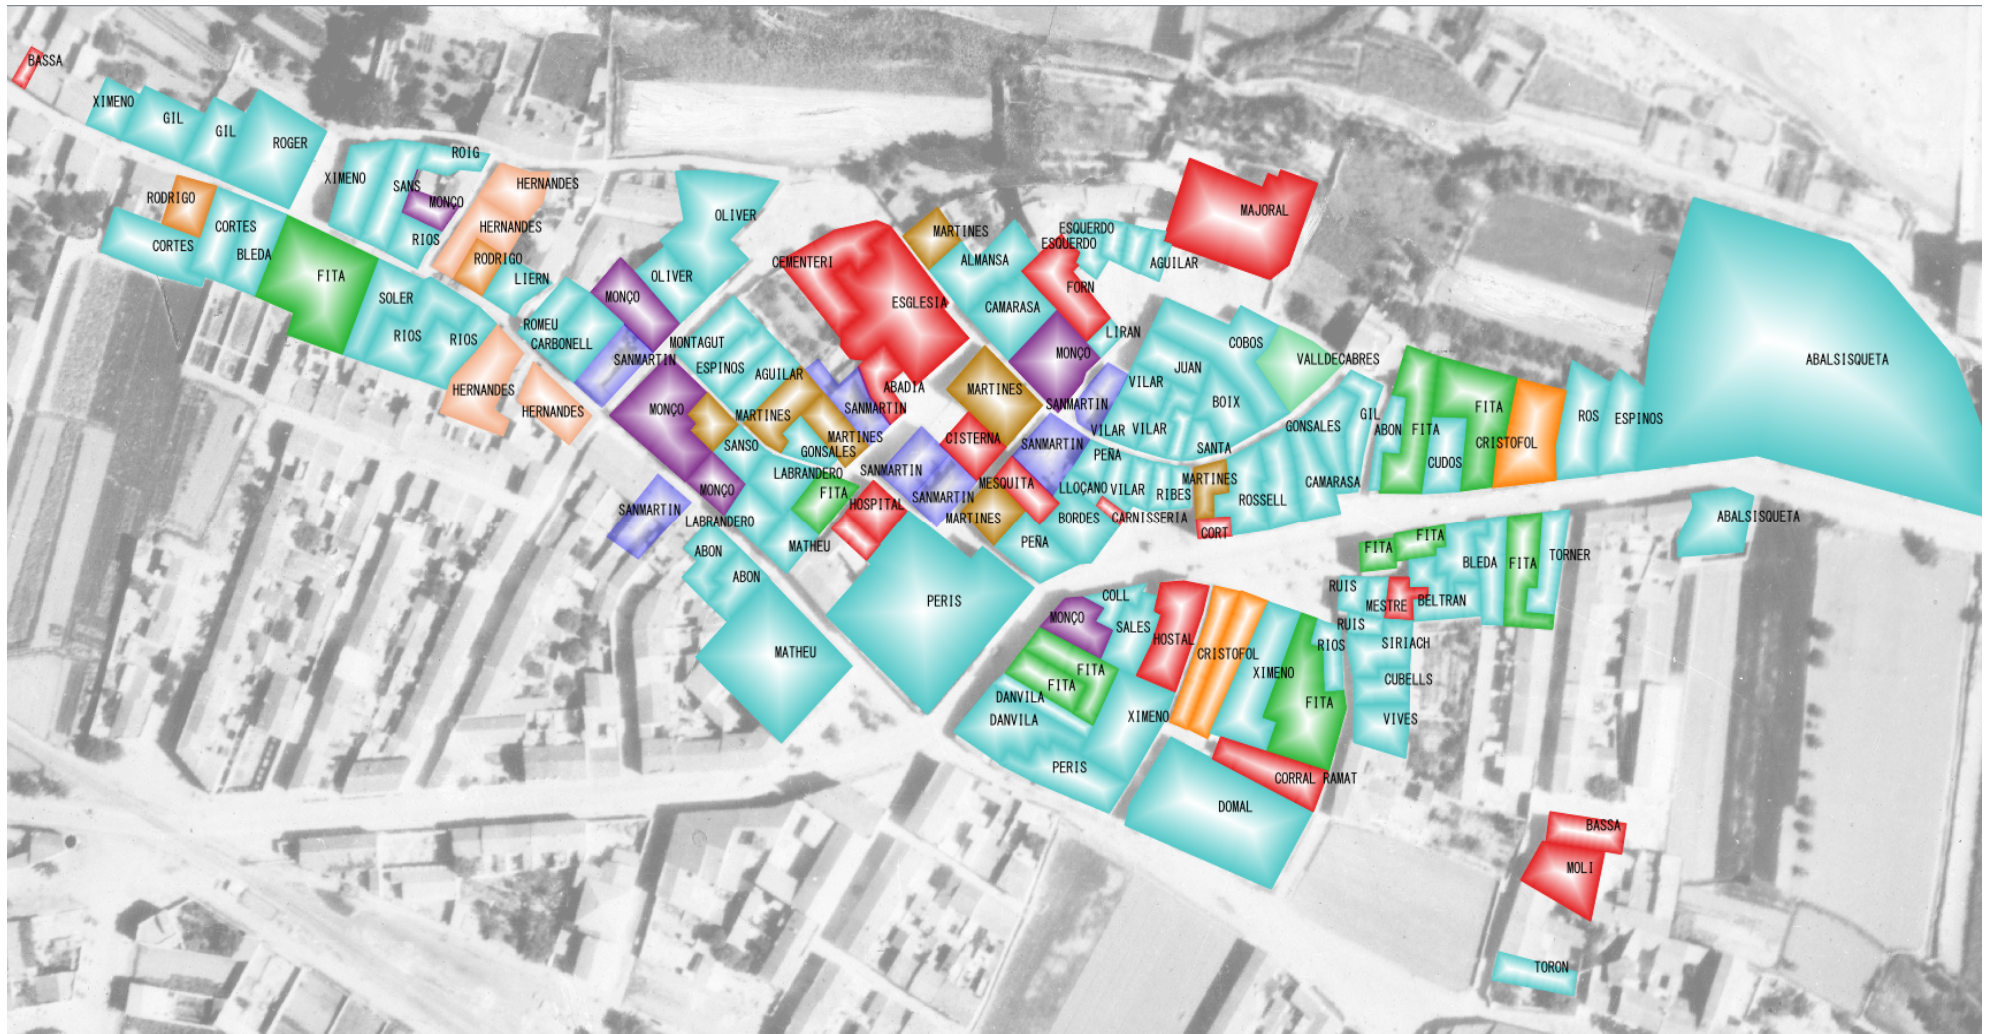 BASSA
XIMENO
GIL
GIL
ROGER
XIMENO
SANS
ROIG
MONÇO
RIOS
HERNANDES
HERNANDES
RODRIGO
LIERN
RODRIGO
CORTES
CORTES
BLEDA
FITA
SOLER
RIOS
RIOS
HERNANDES
HERNANDES
ROMEU
CARBONELL
MONÇO
OLIVER
OLIVER
SANMARTIN
MONTAGUT
ESPINOS
AGUILAR
MARTINES
MARTINES
GONSALES
SANMARTIN
CEMENTERI
ESGLESIA
ABADIA
MARTINES
ALMANSA
CAMARASA
ESQUERDO
ESQUERDO
AGUILAR
FORN
LIRAN
MONÇO
MAJORAL
MARTINES
SANMARTIN
VILAR
VILAR
VILAR
JUAN
BOIX
COBOS
VALLDECABRES
SANTA
GONSALES
GIL
ABON
FITA
FITA
CUDOS
CRISTOFOL
ROS
ESPINOS
ABALSISQUETA
ABALSISQUETA
MONÇO
SANSO
MONÇO
LABRANDERO
LABRANDERO
FITA
HOSPITAL
MATHEU
SANMARTIN
ABON
ABON
MATHEU
PERIS
CISTERNA
SANMARTIN
SANMARTIN
SANMARTIN
MESQUITA
MARTINES
PEÑA
PEÑA
LLOÇANO
VILAR
RIBES
BORDES
CARNISSERIA
MARTINES
CORT
ROSSELL
CAMARASA
MONÇO
COLL
SALES
HOSTAL
FITA
FITA
DANVILA
DANVILA
XIMENO
PERIS
CRISTOFOL
XIMENO
RIOS
FITA
CORRAL RAMAT
DOMAL
FITA
FITA
BLEDA
FITA
TORNER
RUIS
MESTRE
BELTRAN
RUIS
SIRIACH
CUBELLS
VIVES
BASSA
MOLI
TORON